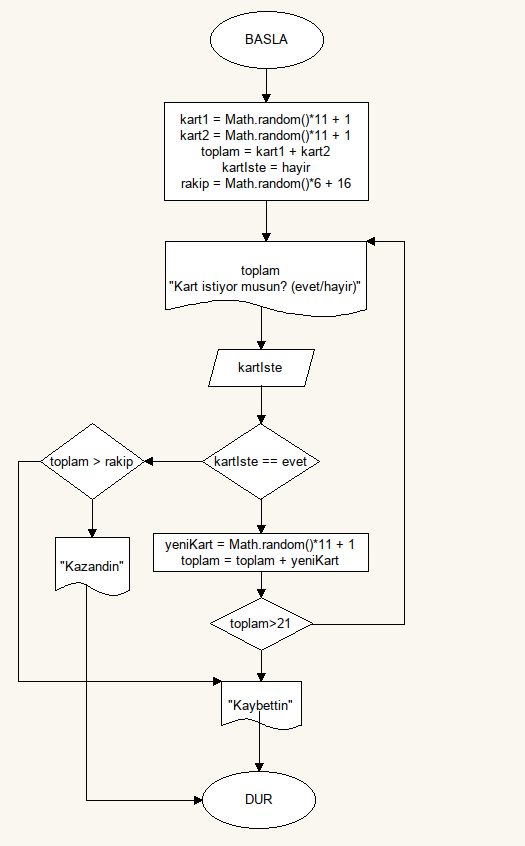 BASLA
kart1 = Math.random()*11 + 1
kart2 = Math.random()*11 + 1
toplam = kart1 + kart2
kartIste = hayir
rakip = Math.random()*6 + 16
toplam
"Kart istiyor musun? (evet/hayir)"
kartIste
toplam > rakip
kartIste == evet
yeniKart = Math.random()*11 + 1
toplam = toplam + yeniKart
"Kazandin"
toplam>21
"Kaybettin"
DUR